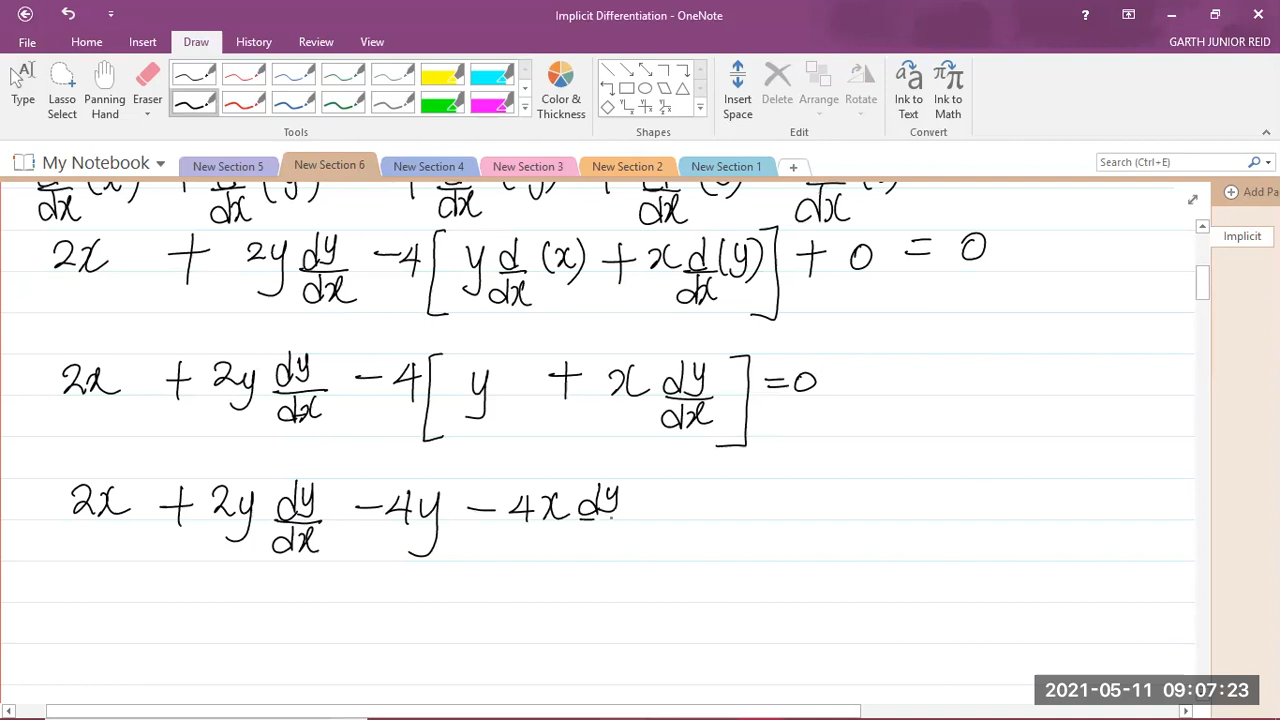 Implicit Differentiation - OneNote
GARTH JUNIOR REID
File Home Insert Draw History Review View
Type Lasso Select Panning Hand Eraser Color & Thickness Insert Space Delete Arrange Rotate Ink to Text Ink to Math
Tools Shapes Edit Convert
My Notebook New Section 5 New Section 6 New Section 4 New Section 3 New Section 2 New Section 1 + Search (Ctrl+E)
Add Pa
Implicit
2x + 2y dy/dx -4[ y d/dx (x) + x d/dx (y) ] + 0 = 0
2x + 2y dy/dx -4[ y + x dy/dx ] = 0
2x + 2y dy/dx -4y - 4x dy
2021-05-11 09:07:23